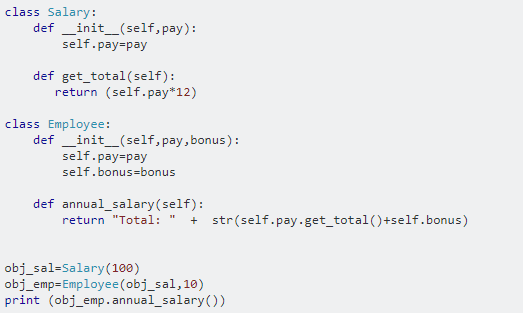 class Salary:
    def __init__(self,pay):
        self.pay=pay

    def get_total(self):
       return (self.pay*12)

class Employee:
    def __init__(self,pay,bonus):
        self.pay=pay
        self.bonus=bonus

    def annual_salary(self):
        return "Total: "  +  str(self.pay.get_total()+self.bonus)


obj_sal=Salary(100)
obj_emp=Employee(obj_sal,10)
print (obj_emp.annual_salary())